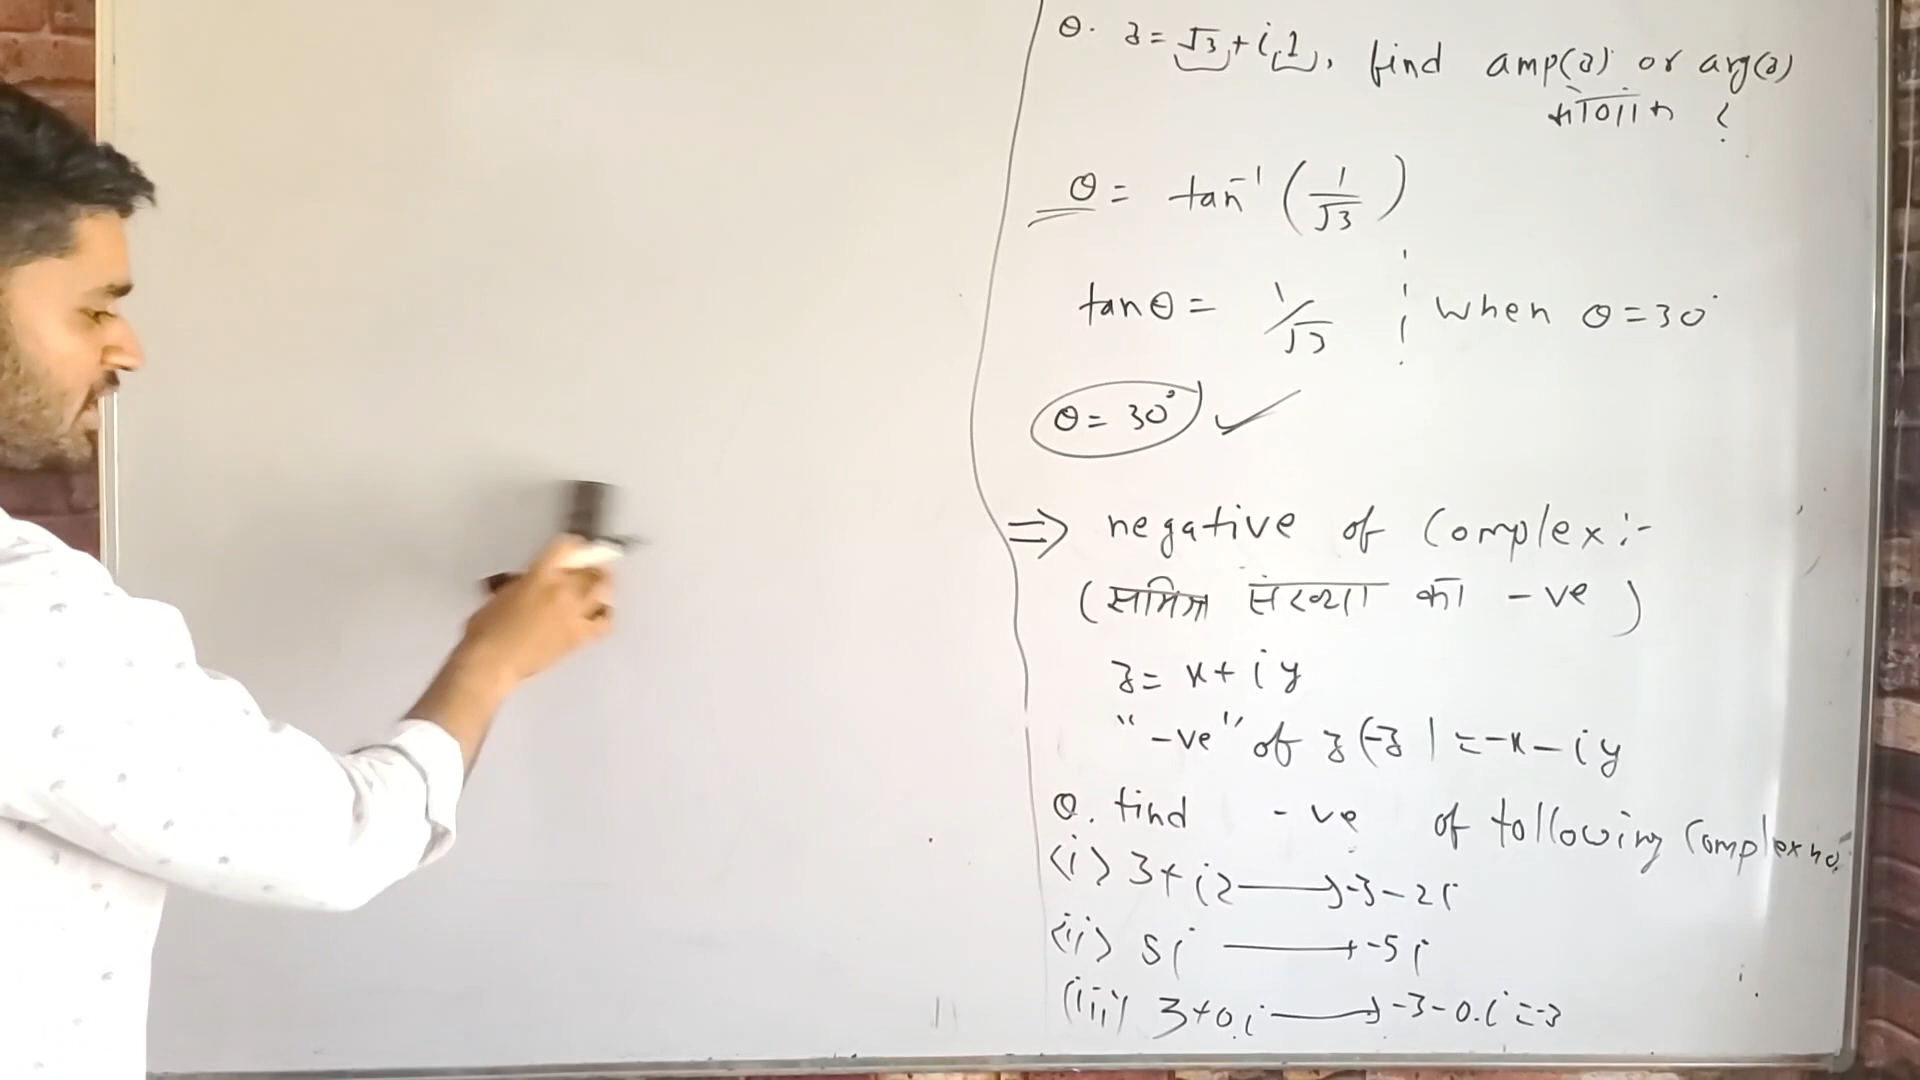 Q. z = √3 + i.1, find amp(z) or arg(z)
कोणांक ?
θ = tan⁻¹ (1/√3)
tanθ = 1/√3 when θ = 30°
θ = 30° ✓
⇒ negative of Complex :-
(समिश्र संख्या का -ve)
z = x + iy
"-ve" of z (-z) = -x - iy
Q. find -ve of following Complex no.
(i) 3 + i2 → -3 - 2i
(ii) 5i → -5i
(iii) 3 + 0.i → -3 - 0.i = -3